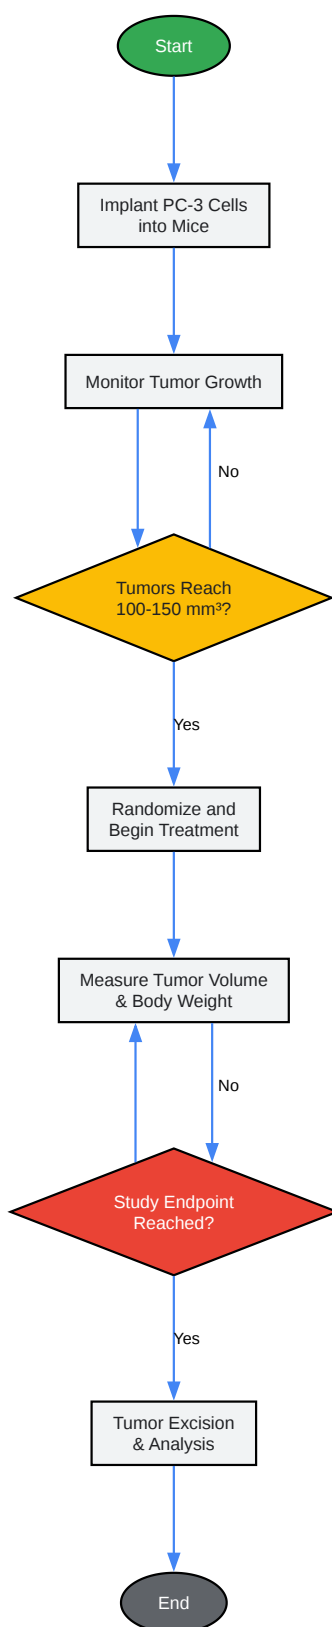 Start
Implant PC-3 Cells
into Mice
Monitor Tumor Growth
No
Tumors Reach
100-150 mm³?
Yes
Randomize and
Begin Treatment
Measure Tumor Volume
& Body Weight
No
Study Endpoint
Reached?
Yes
Tumor Excision
& Analysis
End